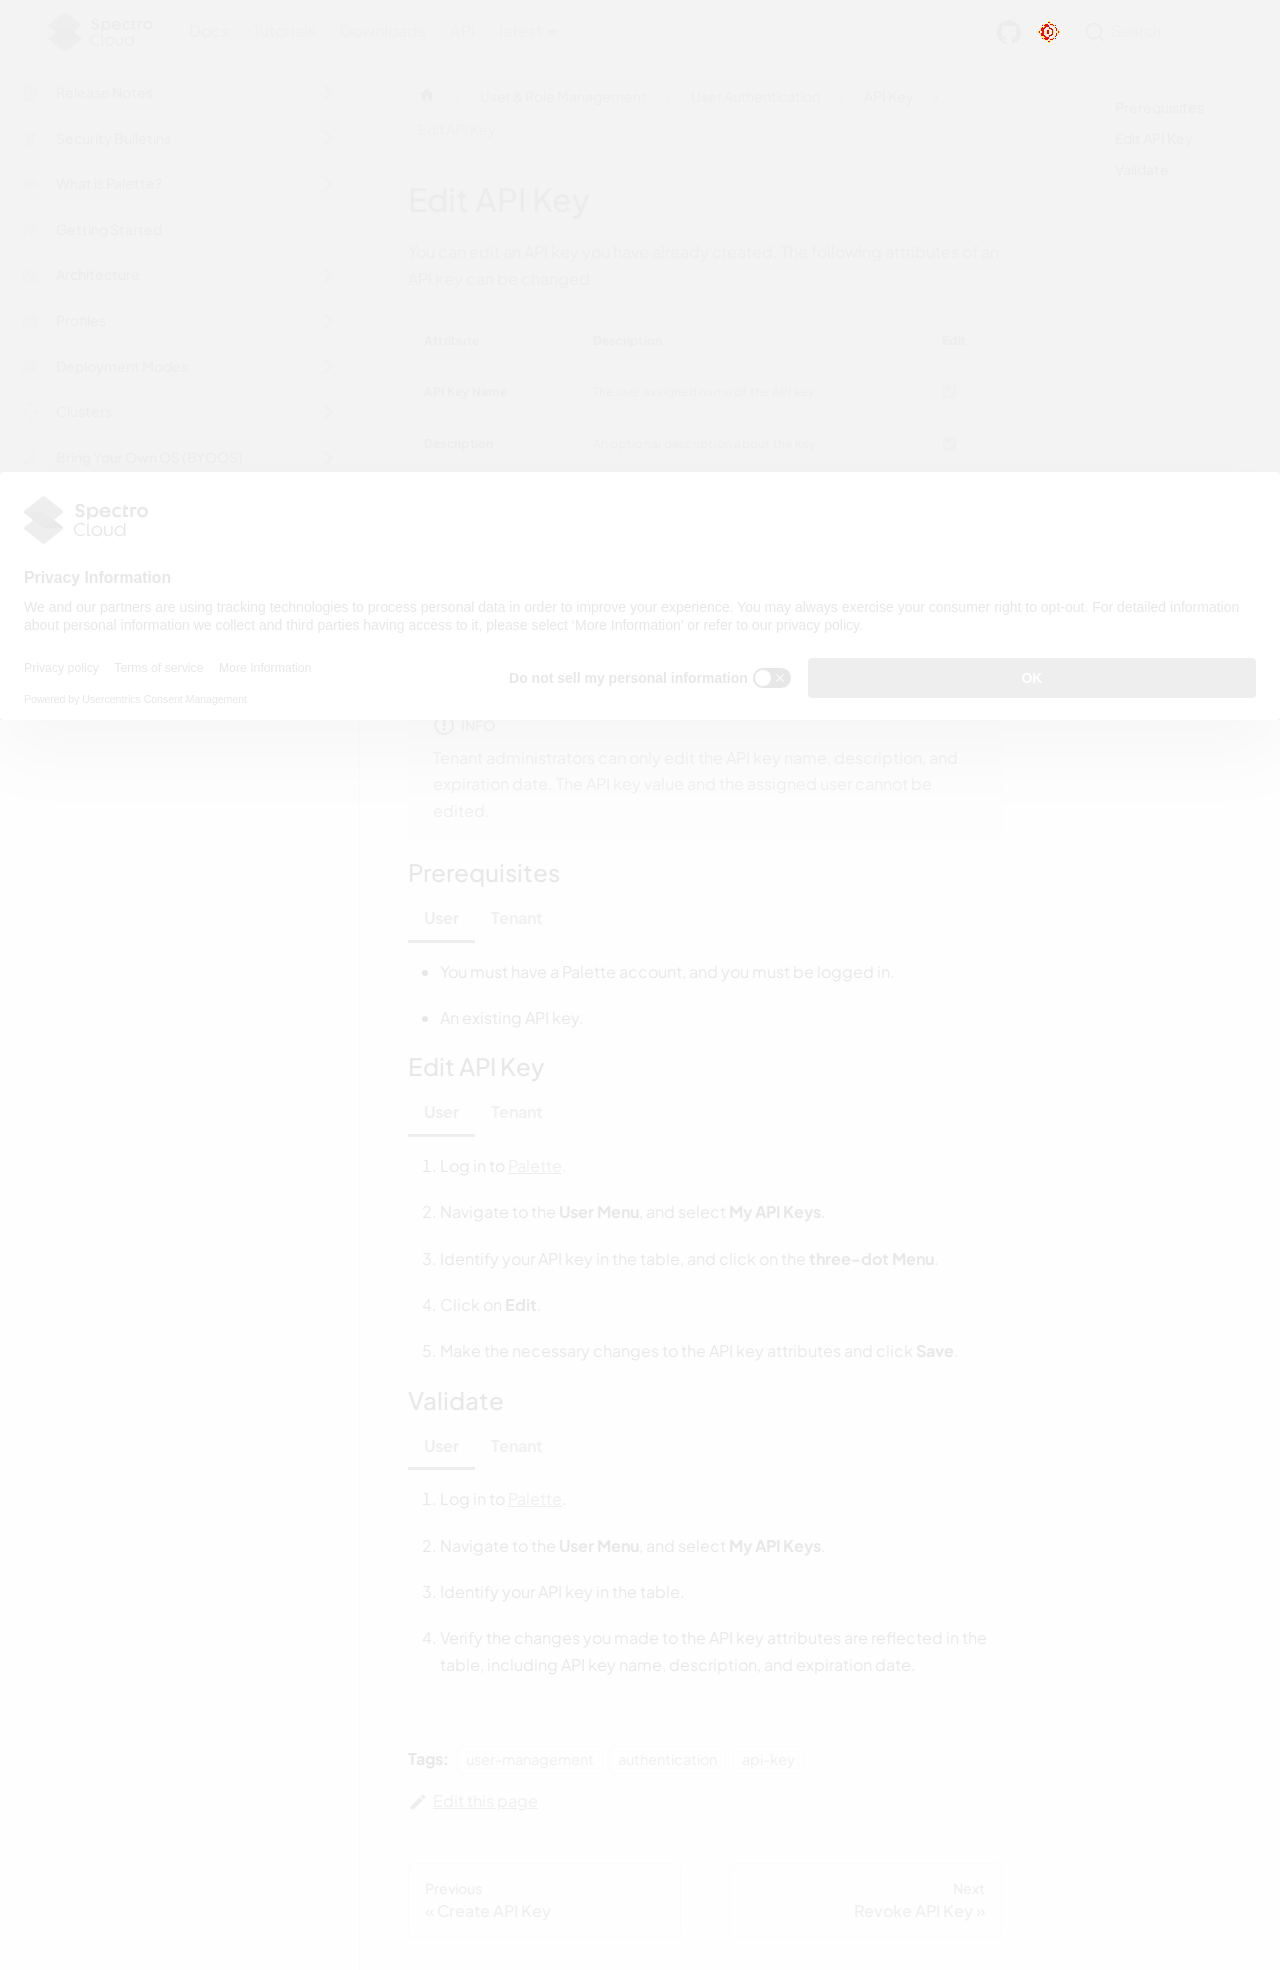 Spectro
Cloud
Docs Tutorials Downloads API latest
Search
Release Notes
Security Bulletins
What is Palette?
Getting Started
Architecture
Profiles
Deployment Modes
Clusters
Bring Your Own OS (BYOOS)
User & Role Management
User Authentication
API Key
Edit API Key
Prerequisites
Edit API Key
Validate
Edit API Key
You can edit an API key you have already created. The following attributes of an
API key can be changed.
Attribute Description Edit
API Key Name The user assigned name of the API key.
Description An optional description about the key.
Spectro
Cloud
Privacy Information
We and our partners are using tracking technologies to process personal data in order to improve your experience. You may always exercise your consumer right to opt-out. For detailed information
about personal information we collect and third parties having access to it, please select ‘More Information’ or refer to our privacy policy.
Privacy policy Terms of service More Information
Powered by Usercentrics Consent Management
Do not sell my personal information
OK
INFO
Tenant administrators can only edit the API key name, description, and
expiration date. The API key value and the assigned user cannot be
edited.
Prerequisites
User Tenant
• You must have a Palette account, and you must be logged in.
• An existing API key.
Edit API Key
User Tenant
1. Log in to Palette.
2. Navigate to the User Menu, and select My API Keys.
3. Identify your API key in the table, and click on the three-dot Menu.
4. Click on Edit.
5. Make the necessary changes to the API key attributes and click Save.
Validate
User Tenant
1. Log in to Palette.
2. Navigate to the User Menu, and select My API Keys.
3. Identify your API key in the table.
4. Verify the changes you made to the API key attributes are reflected in the
table, including API key name, description, and expiration date.
Tags: user-management authentication api-key
Edit this page
Previous
« Create API Key
Next
Revoke API Key »